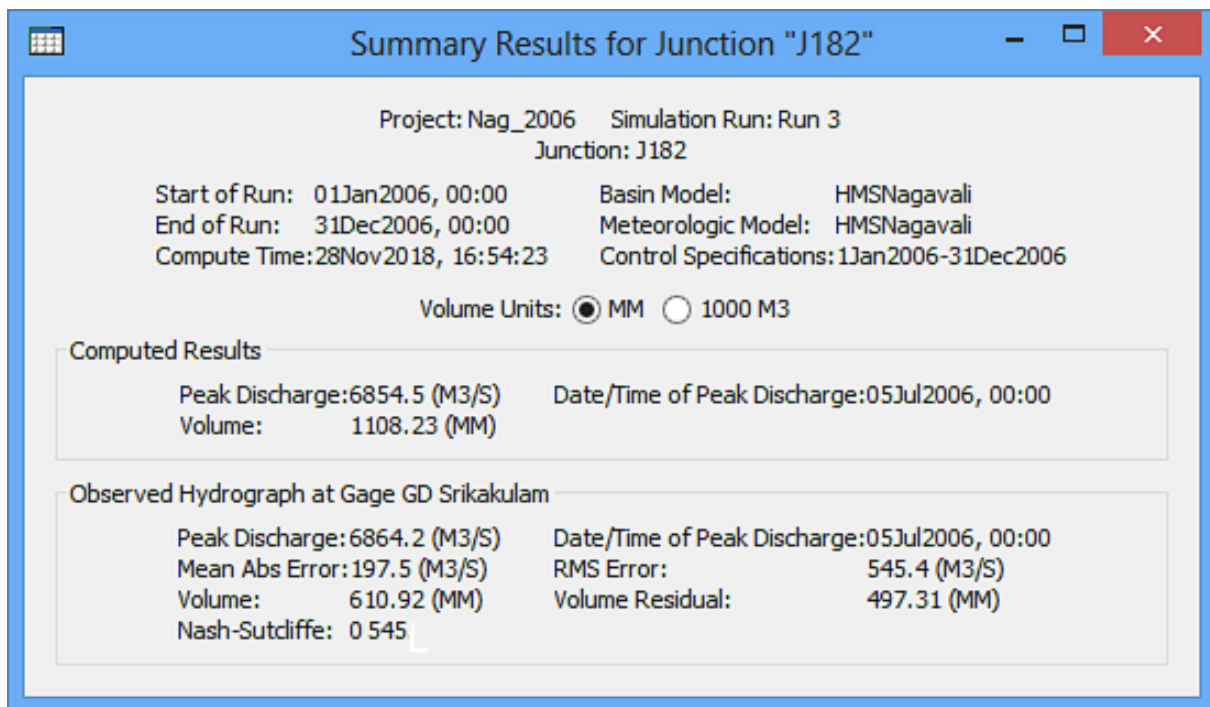 Summary Results for Junction "J182"
Project: Nag_2006 Simulation Run: Run 3
Junction: J182
Start of Run: 01Jan2006, 00:00 Basin Model: HMSNagavali
End of Run: 31Dec2006, 00:00 Meteorologic Model: HMSNagavali
Compute Time:28Nov2018, 16:54:23 Control Specifications:1Jan2006-31Dec2006
Volume Units: MM 1000 M3
Computed Results
Peak Discharge:6854.5 (M3/S) Date/Time of Peak Discharge:05Jul2006, 00:00
Volume: 1108.23 (MM)
Observed Hydrograph at Gage GD Srikakulam
Peak Discharge:6864.2 (M3/S) Date/Time of Peak Discharge:05Jul2006, 00:00
Mean Abs Error:197.5 (M3/S) RMS Error: 545.4 (M3/S)
Volume: 610.92 (MM) Volume Residual: 497.31 (MM)
Nash-Sutcliffe: 0 545.